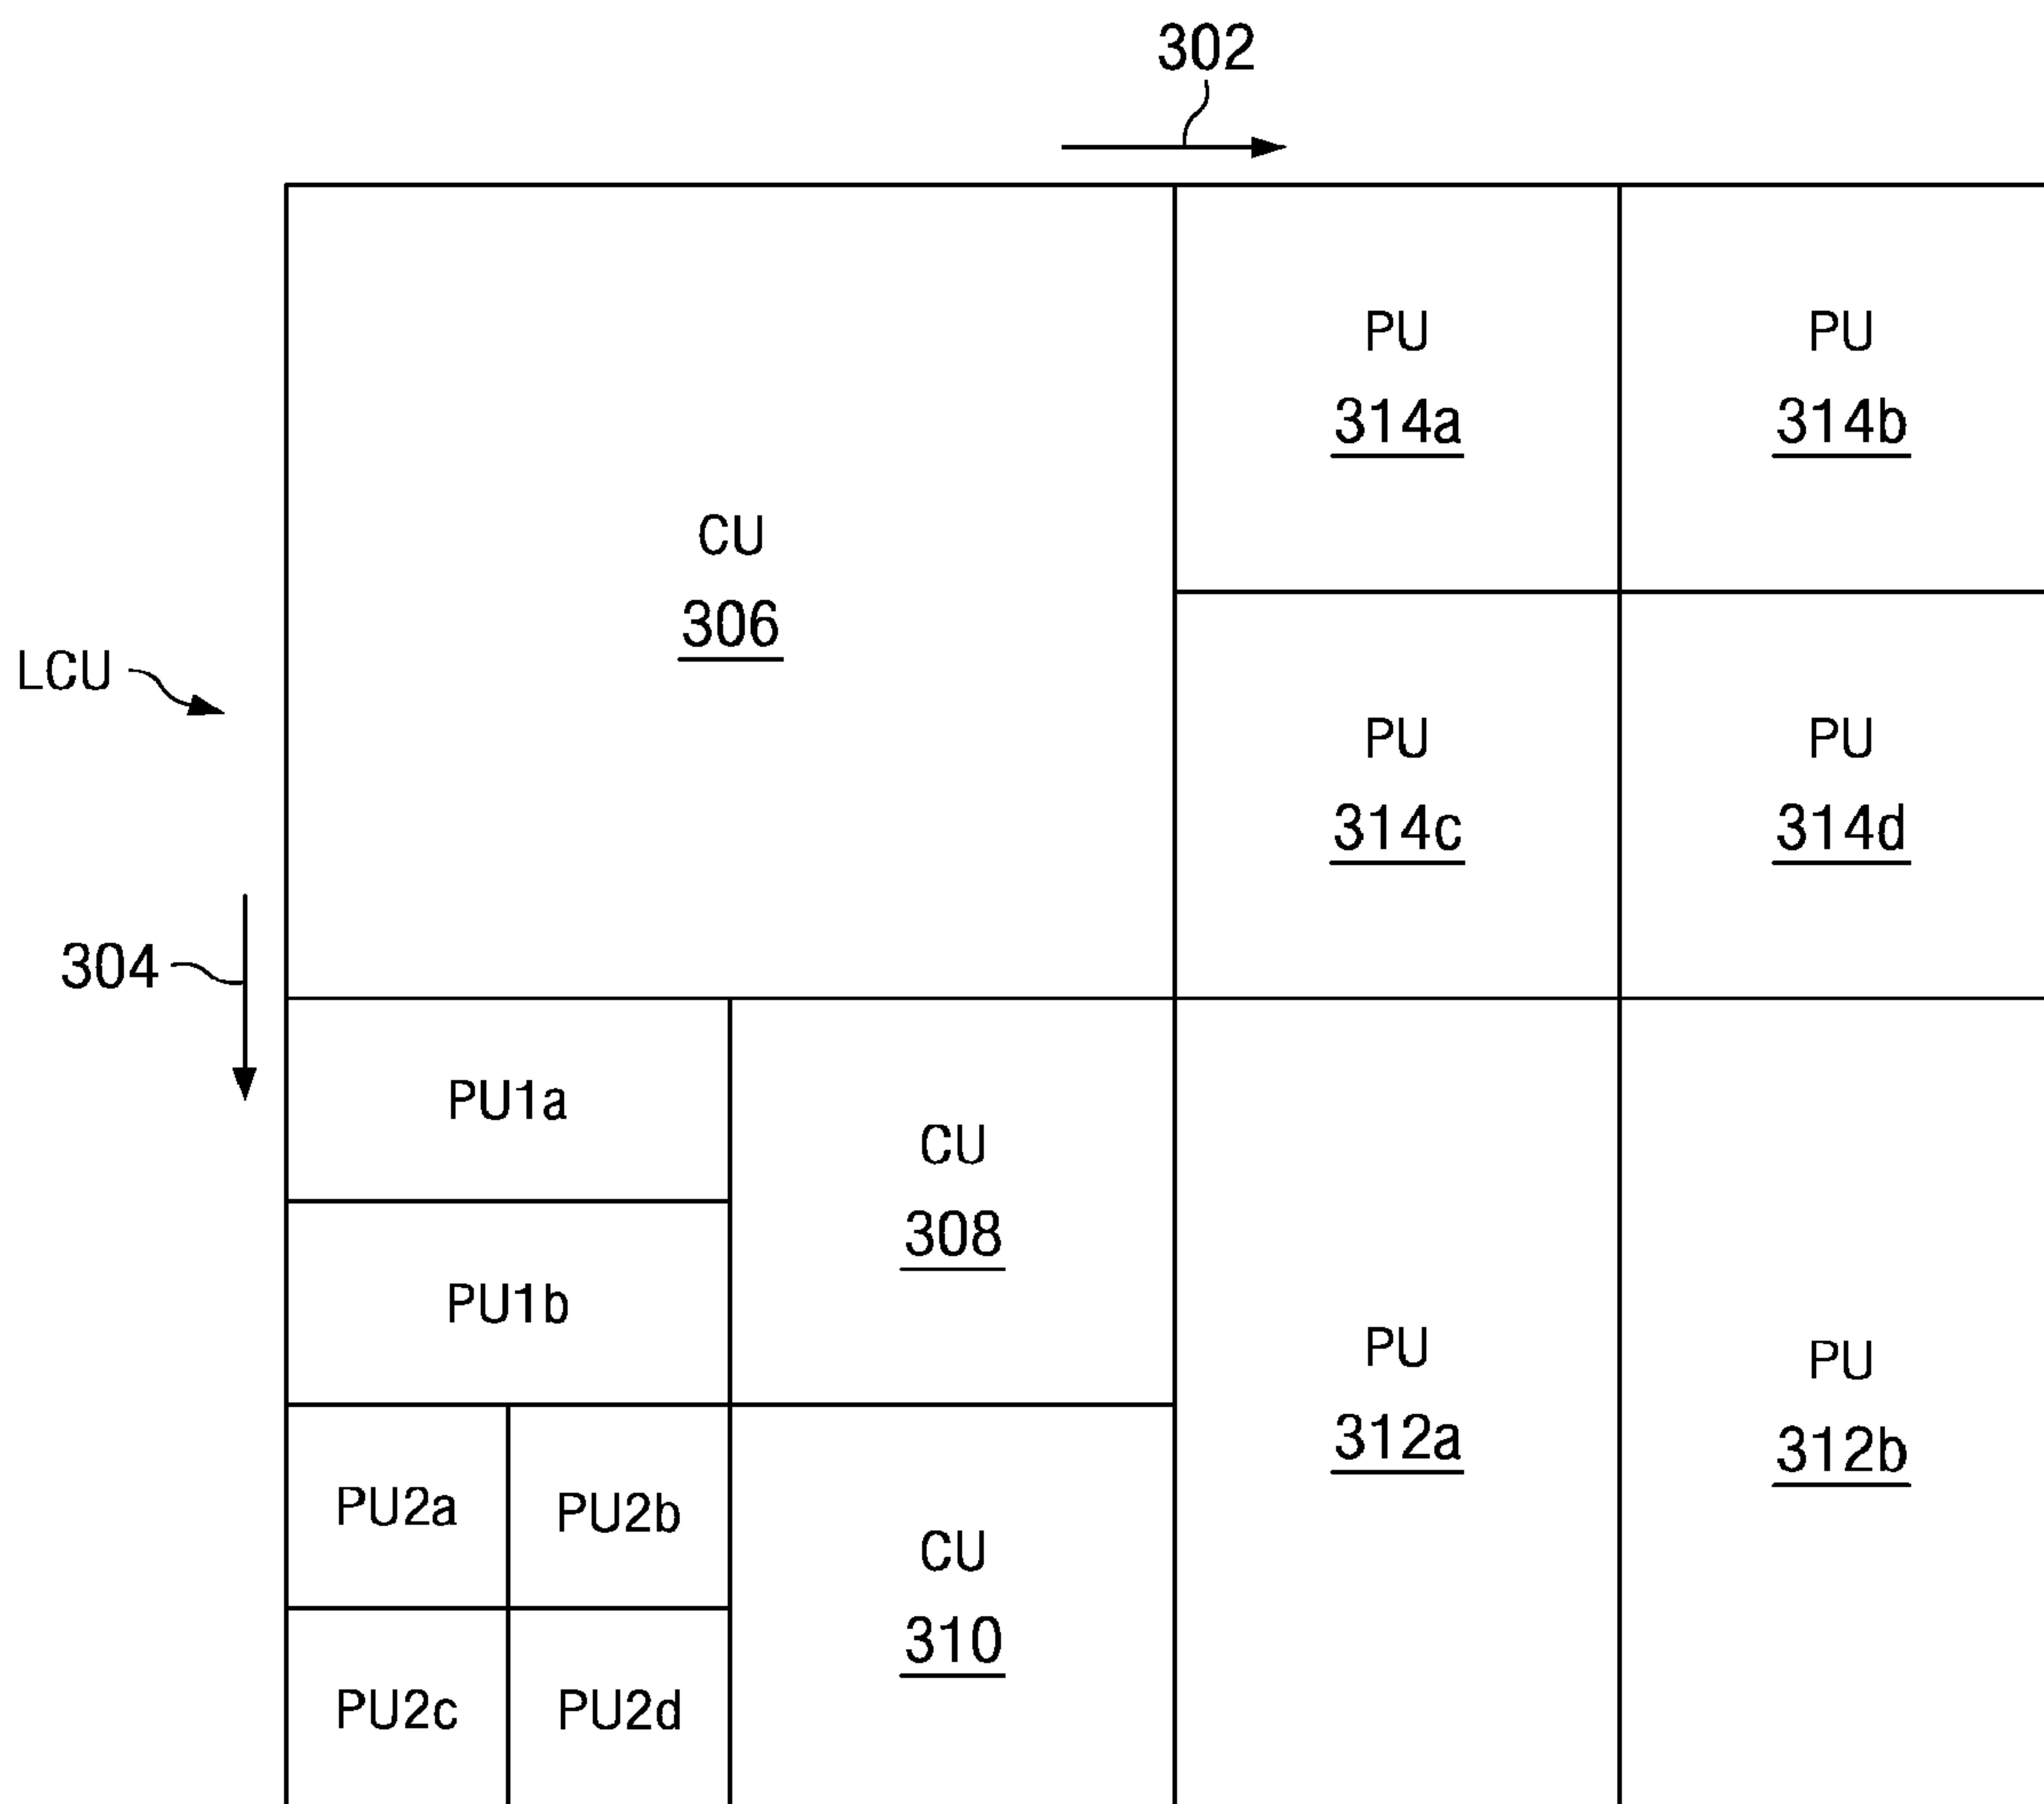 302
PU
314a
PU
314b
CU
306
LCU
PU
314c
PU
314d
304
PU1a
PU1b
CU
308
PU
312a
PU
312b
PU2a
PU2b
PU2c
PU2d
CU
310